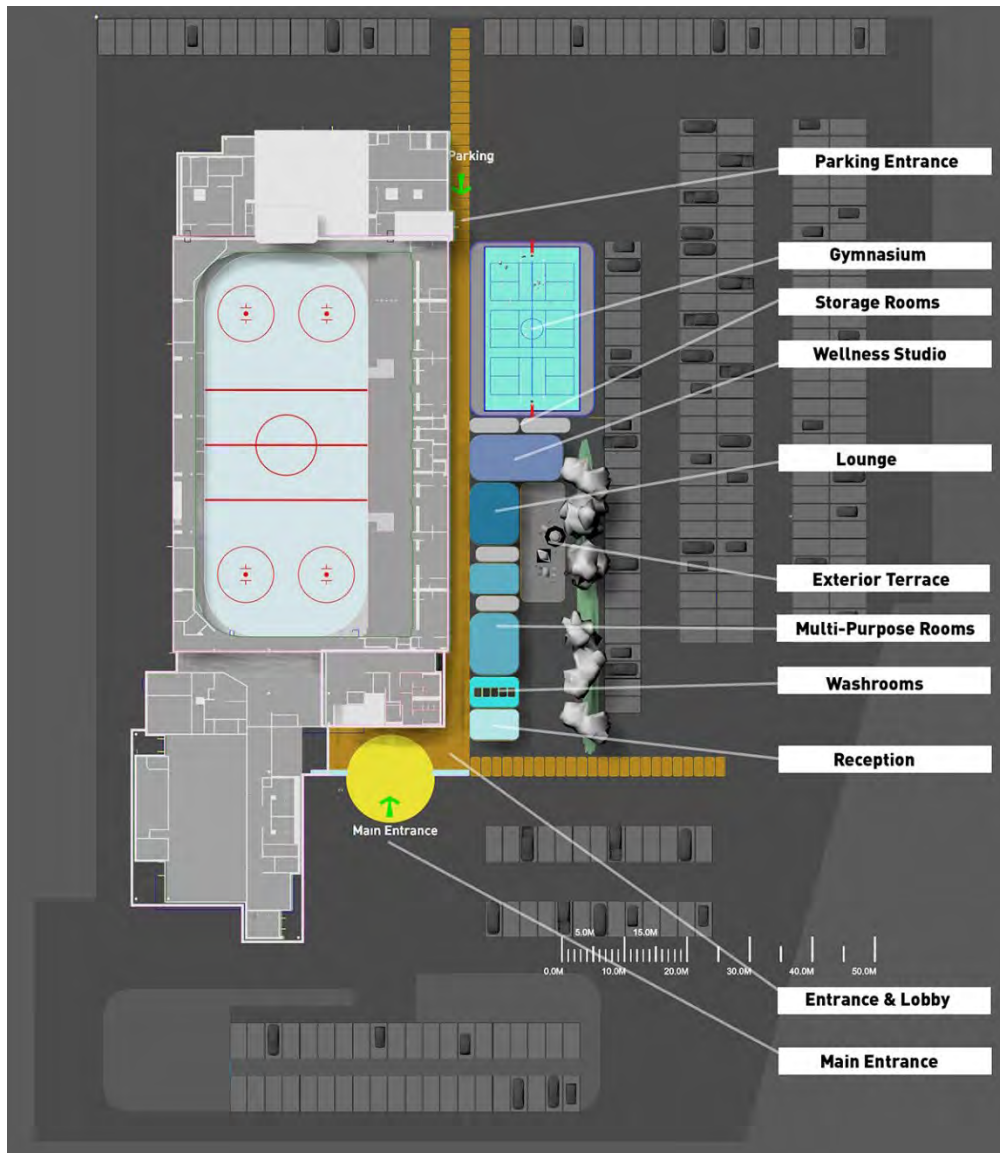 Parking
Parking Entrance
Gymnasium
Storage Rooms
Wellness Studio
Lounge
Exterior Terrace
Multi-Purpose Rooms
Washrooms
Reception
Main Entrance
5.0M 15.0M
0.0M 10.0M 20.0M 30.0M 40.0M 50.0M
Entrance & Lobby
Main Entrance